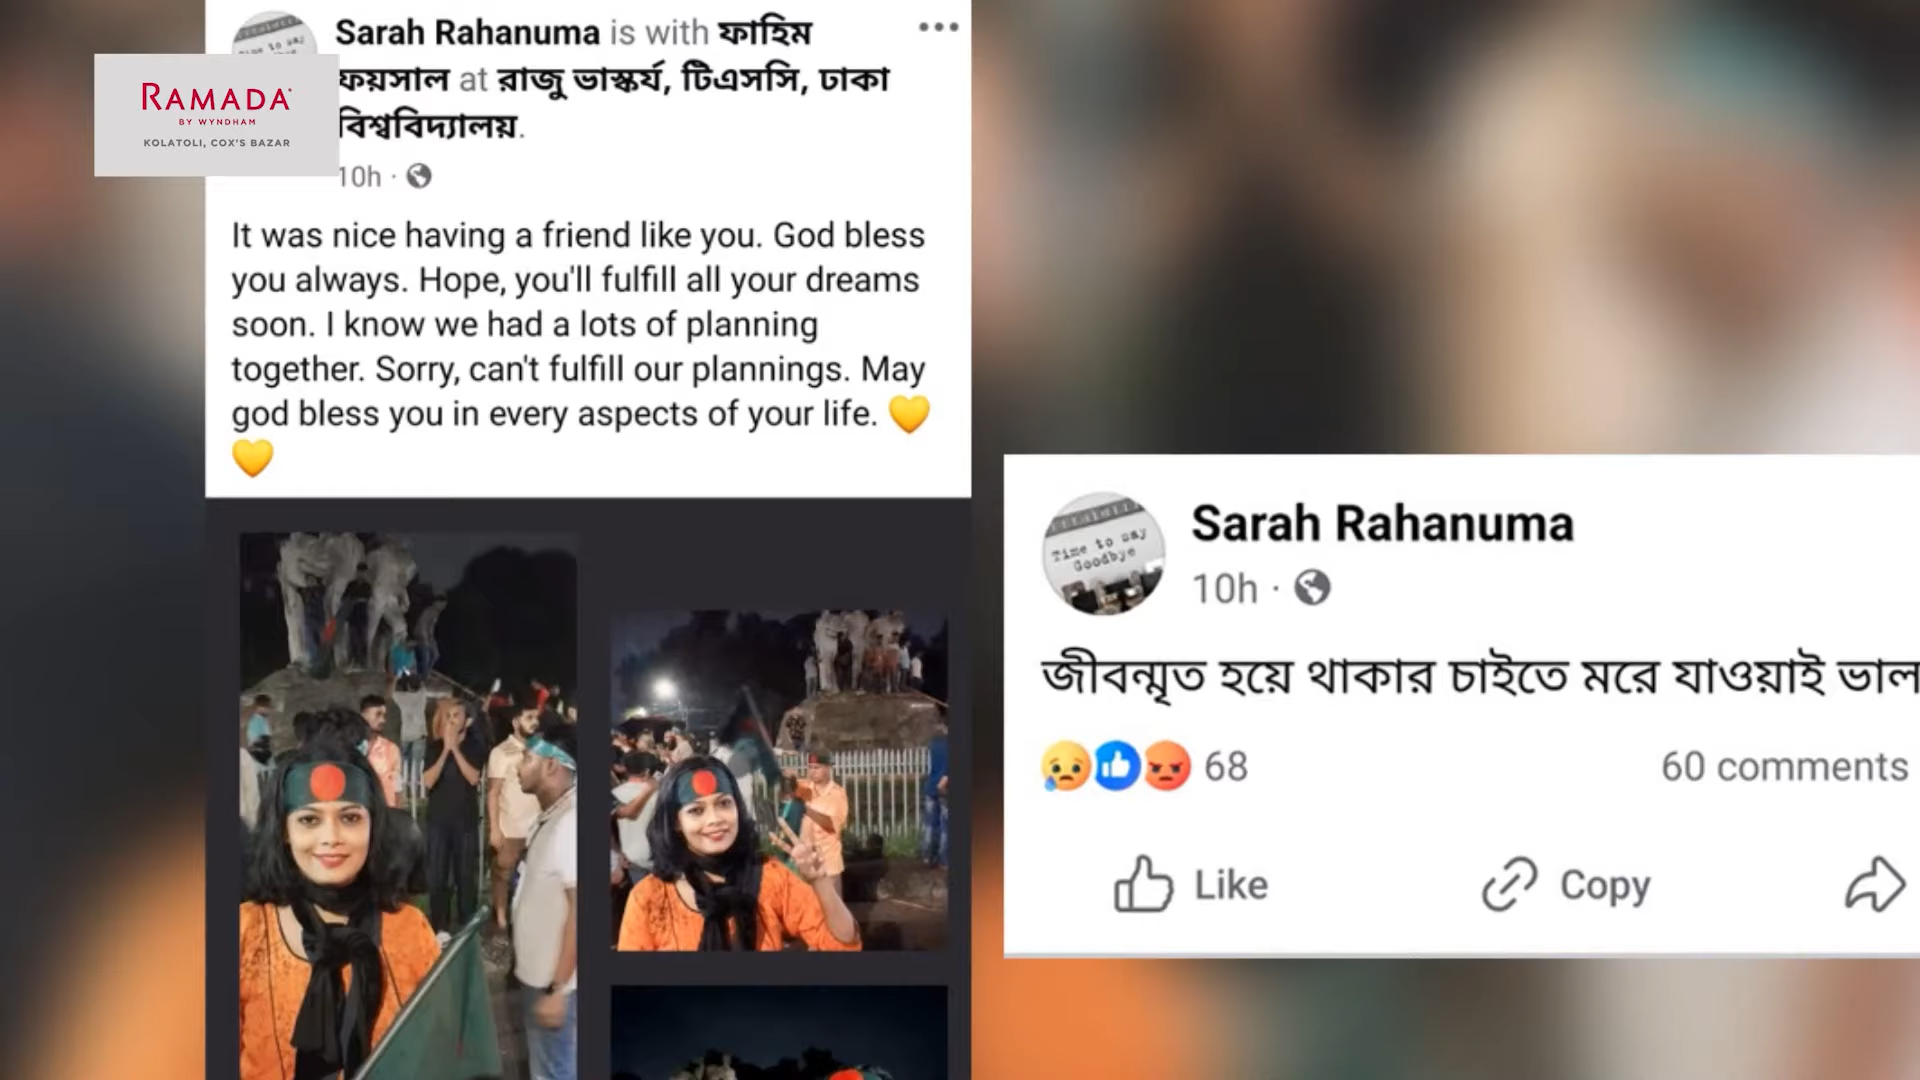 Sarah Rahanuma is with ফাহিম
ফয়সাল at রাজু ভাস্কর্য, টিএসসি, ঢাকা
বিশ্ববিদ্যালয়.
10h ·
RAMADA
BY WYNDHAM
KOLATOLI, COX'S BAZAR
It was nice having a friend like you. God bless
you always. Hope, you'll fulfill all your dreams
soon. I know we had a lots of planning
together. Sorry, can't fulfill our plannings. May
god bless you in every aspects of your life. 💛
💛
Time to say
Goodbye
Sarah Rahanuma
10h ·
জীবন্মৃত হয়ে থাকার চাইতে মরে যাওয়াই ভাল
68
60 comments
Like
Copy